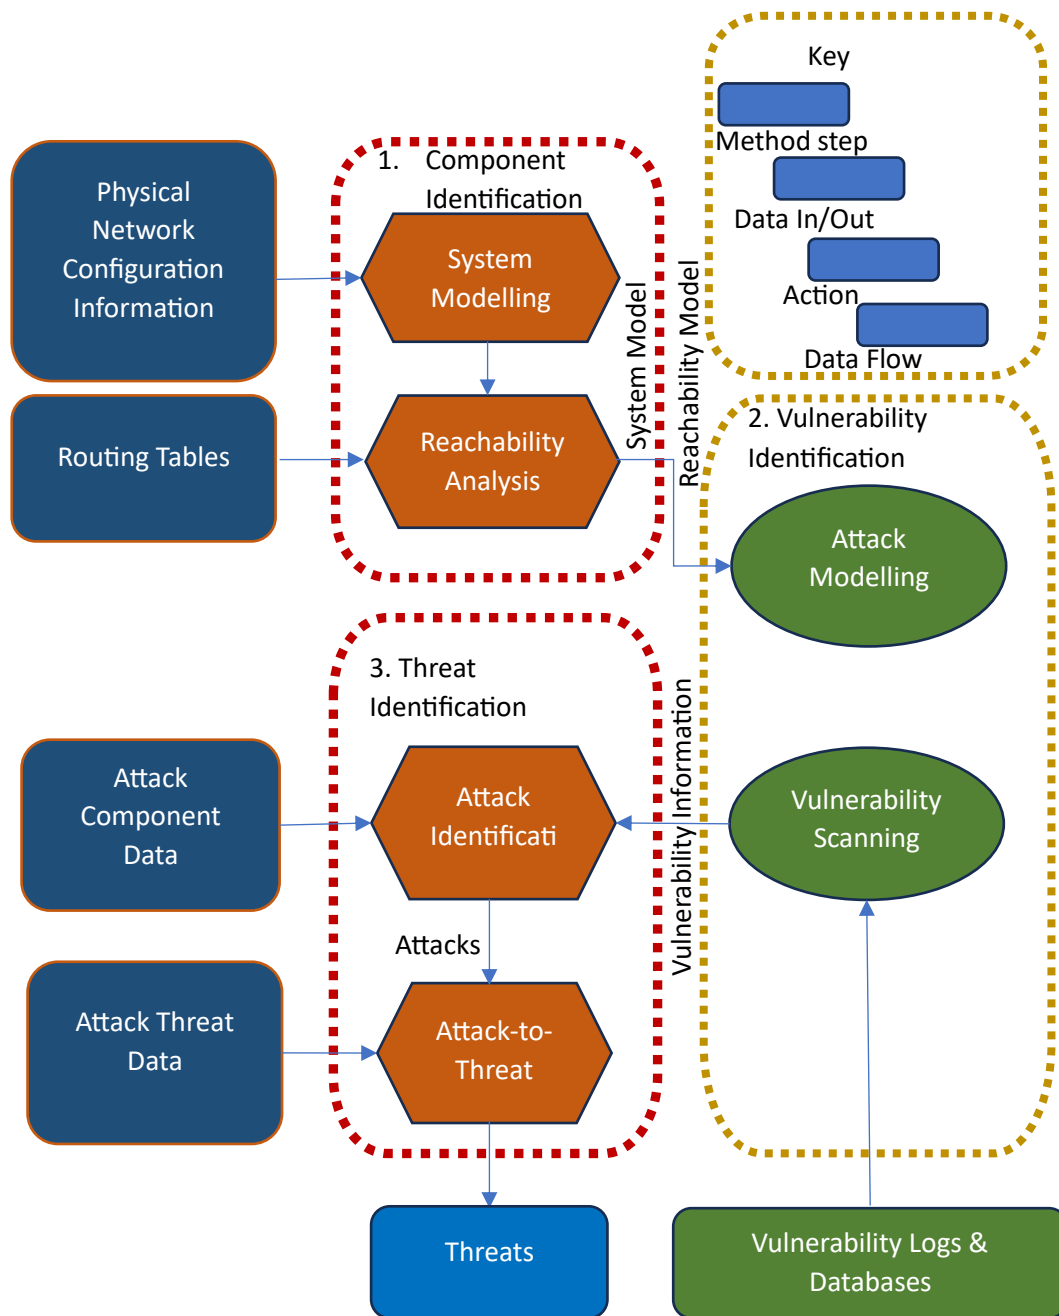 Key
Method step
Data In/Out
Action
Data Flow
Physical
Network
Configuration
Information
1. Component
Identification
System
Modelling
Routing Tables
Reachability
Analysis
System Model
Reachability Model
2. Vulnerability
Identification
Attack
Modelling
3. Threat
Identification
Attack
Component
Data
Attack
Identificati
Vulnerability Information
Vulnerability
Scanning
Attacks
Attack Threat
Data
Attack-to-
Threat
Threats
Vulnerability Logs &
Databases